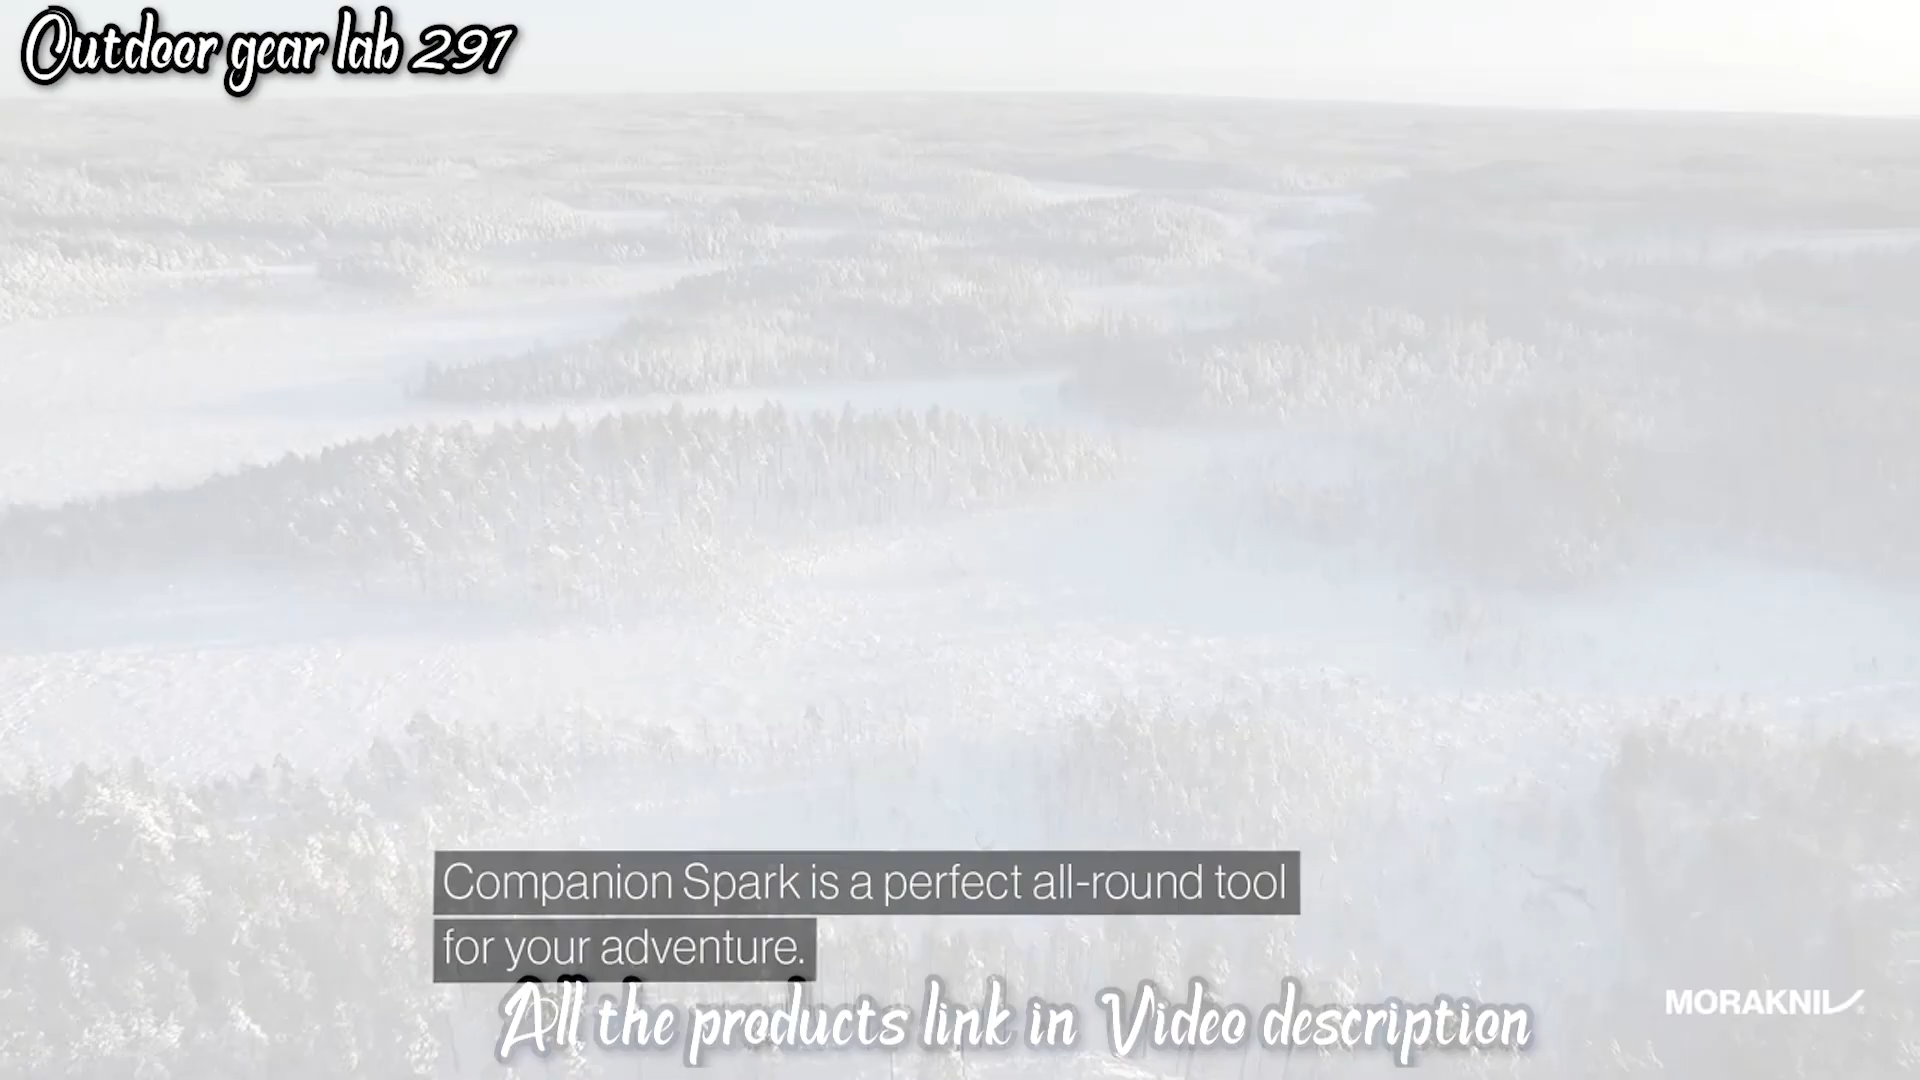 Outdoor gear lab 291
Companion Spark is a perfect all-round tool
for your adventure.
MORAKNIV
All the products link in Video description